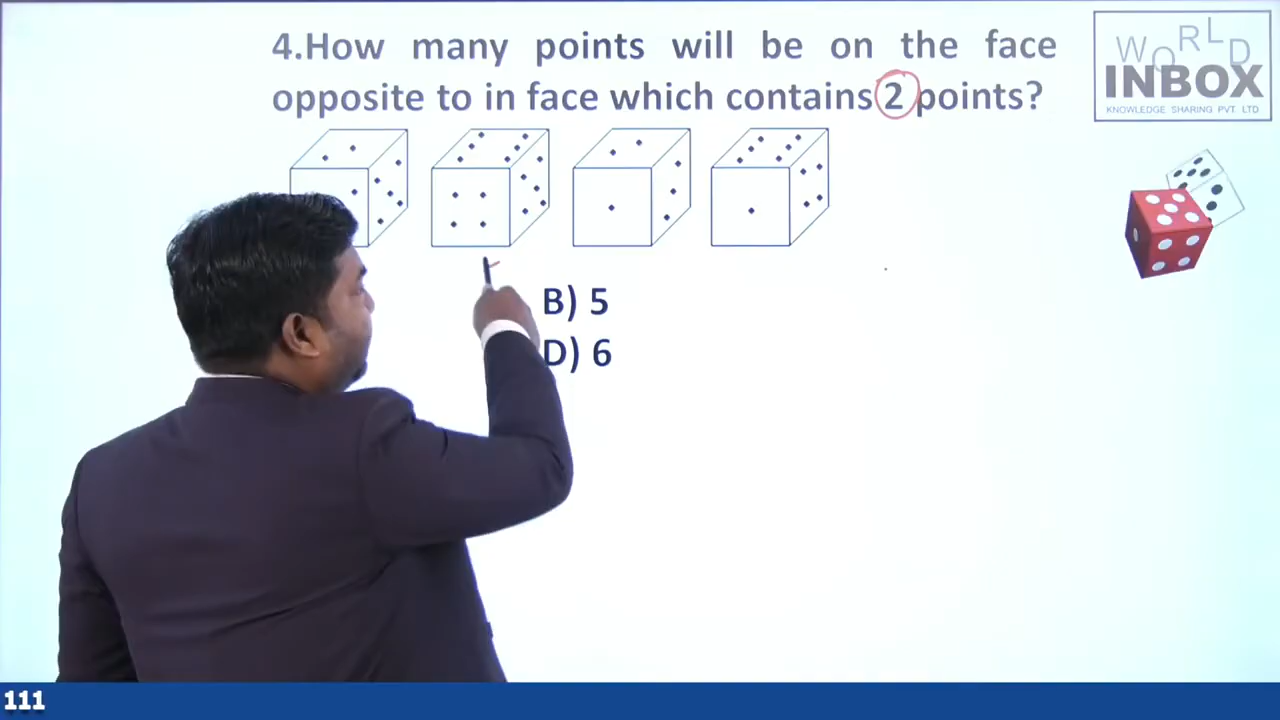 4.How many points will be on the face
opposite to in face which contains 2 points?
WORLD
INBOX
KNOWLEDGE SHARING PVT LTD
B) 5
D) 6
111